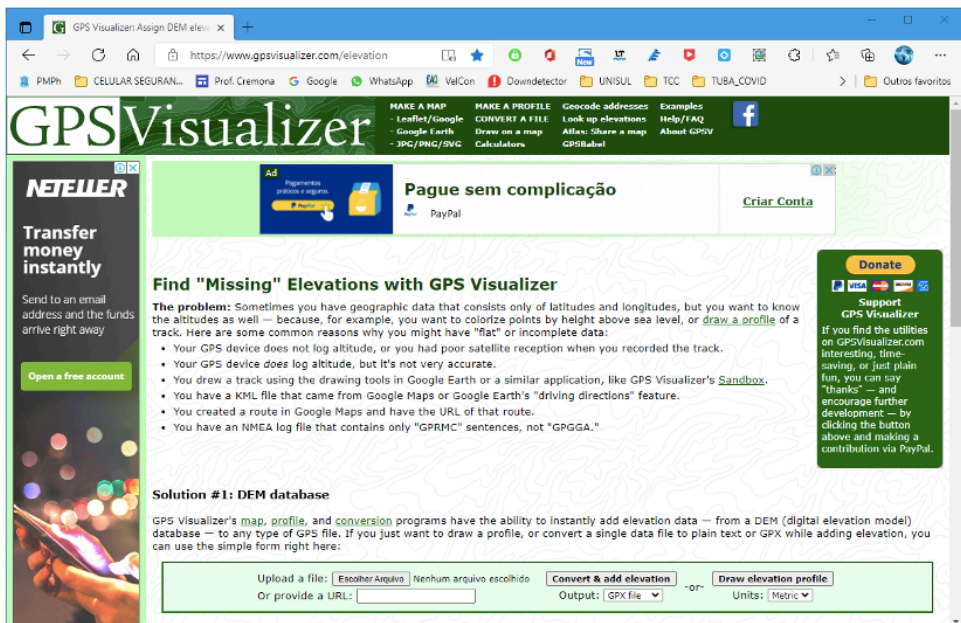 GPS Visualizer: Assign DEM eleva
https://www.gpsvisualizer.com/elevation
New
PMPh
CELULAR SEGURAN...
Prof. Cremona
Google
WhatsApp
VelCon
Downdetector
UNISUL
TCC
TUBA_COVID
Outros favoritos
GPSVisualizer
MAKE A MAP
- Leaflet/Google
- Google Earth
- JPG/PNG/SVG
MAKE A PROFILE
CONVERT A FILE
Draw on a map
Calculators
Geocode addresses
Look up elevations
Atlas: Share a map
GPSBabel
Examples
Help/FAQ
About GPSV
NETELLER
Transfer
money
instantly
Send to an email
address and the funds
arrive right away
Open a free account
Ad
Pagamentos
práticos e seguros.
PayPal
Pague sem complicação
PayPal
Criar Conta
Find "Missing" Elevations with GPS Visualizer
The problem: Sometimes you have geographic data that consists only of latitudes and longitudes, but you want to know
the altitudes as well — because, for example, you want to colorize points by height above sea level, or draw a profile of a
track. Here are some common reasons why you might have "flat" or incomplete data:
• Your GPS device does not log altitude, or you had poor satellite reception when you recorded the track.
• Your GPS device does log altitude, but it's not very accurate.
• You drew a track using the drawing tools in Google Earth or a similar application, like GPS Visualizer's Sandbox.
• You have a KML file that came from Google Maps or Google Earth's "driving directions" feature.
• You created a route in Google Maps and have the URL of that route.
• You have an NMEA log file that contains only "GPRMC" sentences, not "GPGGA."
Donate
VISA
Support
GPS Visualizer
If you find the utilities
on GPSVisualizer.com
interesting, time-
saving, or just plain
fun, you can say
"thanks" — and
encourage further
development — by
clicking the button
above and making a
contribution via PayPal.
Solution #1: DEM database
GPS Visualizer's map, profile, and conversion programs have the ability to instantly add elevation data — from a DEM (digital elevation model)
database — to any type of GPS file. If you just want to draw a profile, or convert a single data file to plain text or GPX while adding elevation, you
can use the simple form right here:
Upload a file: Escolher Arquivo Nenhum arquivo escolhido
Or provide a URL:
Convert & add elevation
Output: GPX file
-or-
Draw elevation profile
Units: Metric